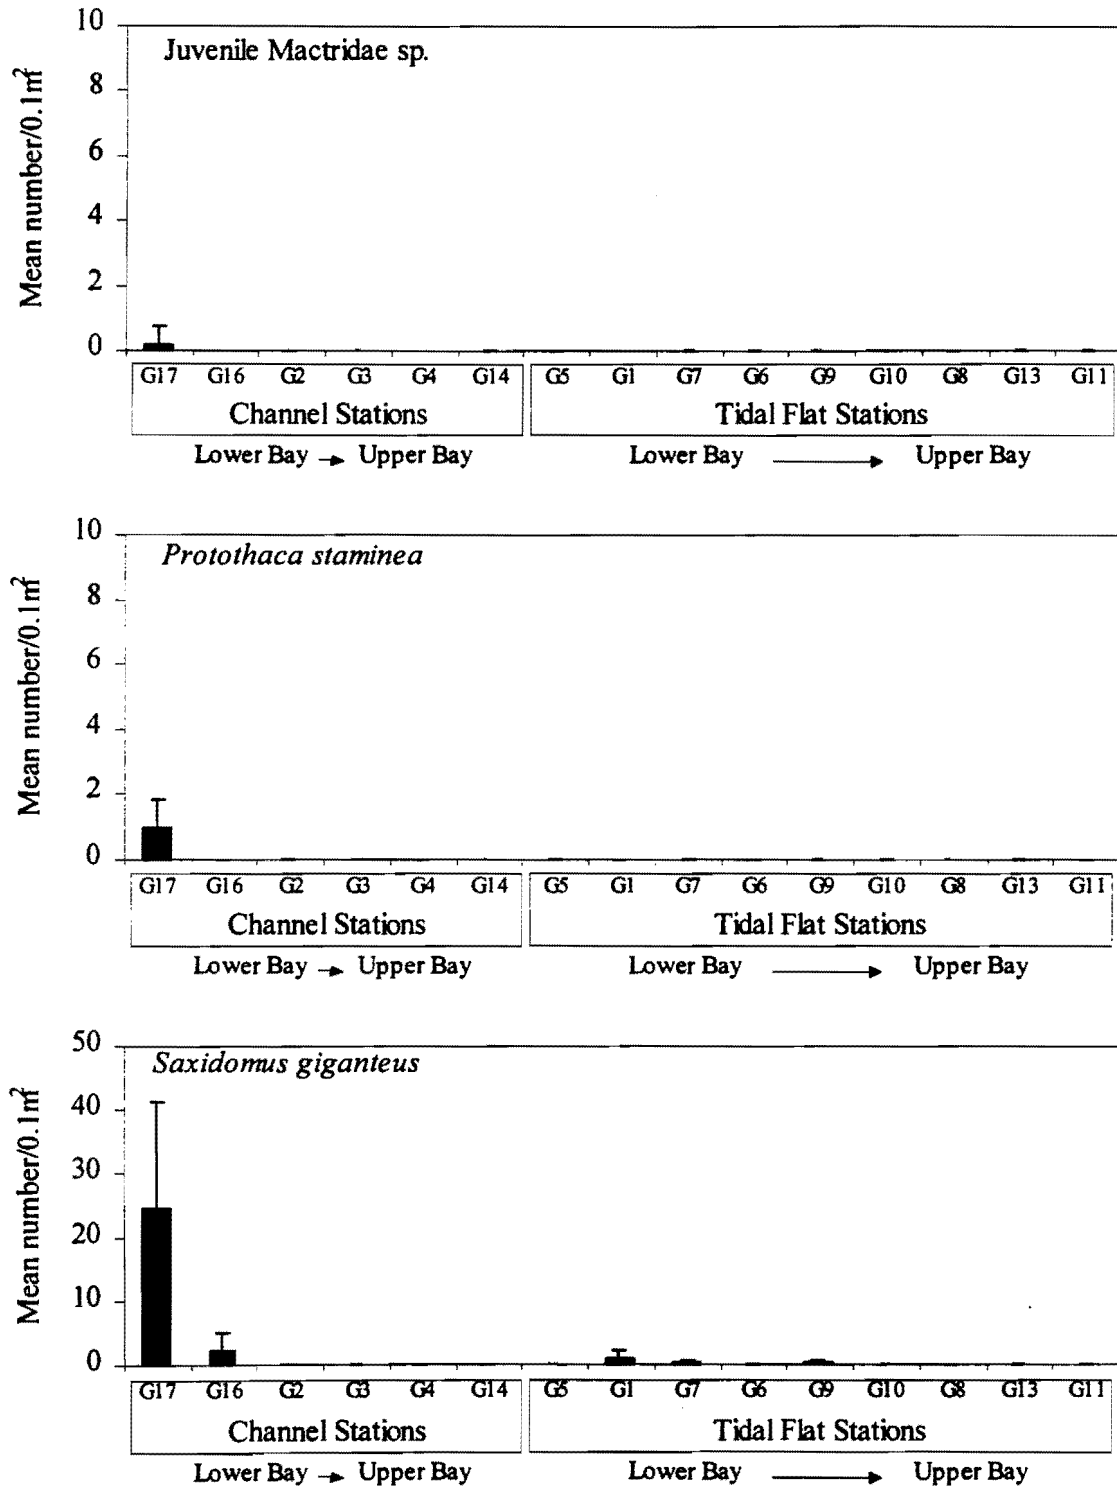 Juvenile Mactridae sp.
Mean number/0.1m²
10
8
6
4
2
0
G17 G16 G2 G3 G4 G14 G5 G1 G7 G6 G9 G10 G8 G13 G11
Channel Stations Tidal Flat Stations
Lower Bay → Upper Bay Lower Bay → Upper Bay
Protothaca staminea
Mean number/0.1m²
10
8
6
4
2
0
G17 G16 G2 G3 G4 G14 G5 G1 G7 G6 G9 G10 G8 G13 G11
Channel Stations Tidal Flat Stations
Lower Bay → Upper Bay Lower Bay → Upper Bay
Saxidomus giganteus
Mean number/0.1m²
50
40
30
20
10
0
G17 G16 G2 G3 G4 G14 G5 G1 G7 G6 G9 G10 G8 G13 G11
Channel Stations Tidal Flat Stations
Lower Bay → Upper Bay Lower Bay → Upper Bay